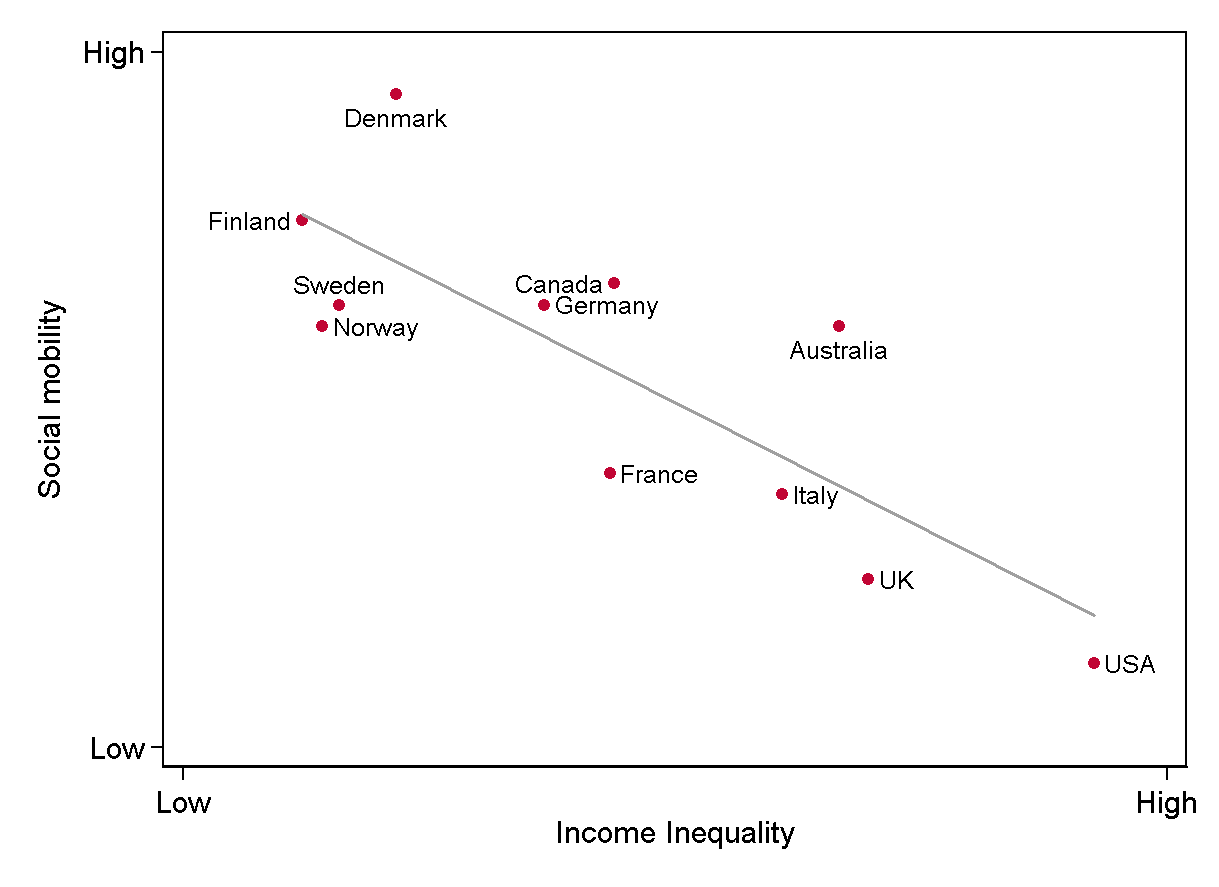 High
Denmark
Finland
Sweden
Canada
Germany
Norway
Australia
Social mobility
France
Italy
UK
USA
Low
Low
High
Income Inequality